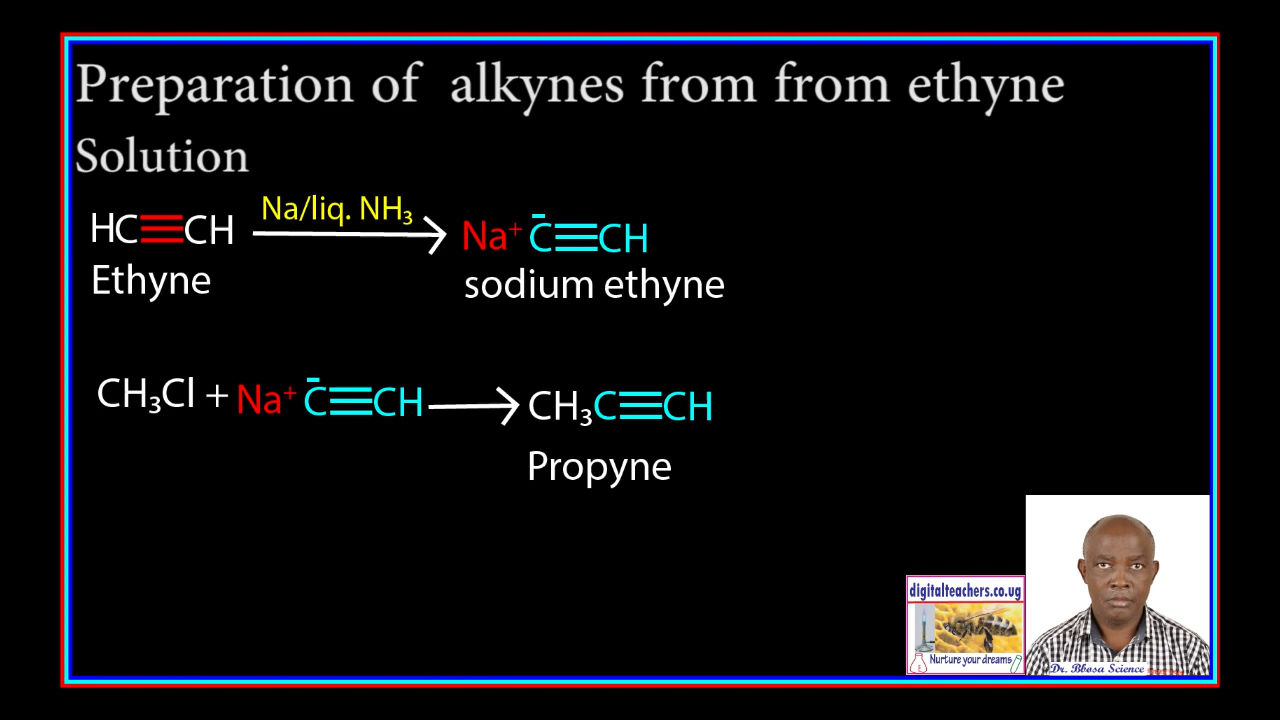 Preparation of alkynes from from ethyne
Solution
HC≡CH Na/liq. NH₃ → Na⁺ C̄≡CH
Ethyne sodium ethyne
CH₃Cl + Na⁺ C̄≡CH → CH₃C≡CH
Propyne
digitalteachers.co.ug
Nurture your dreams
Dr. Bbosa Science